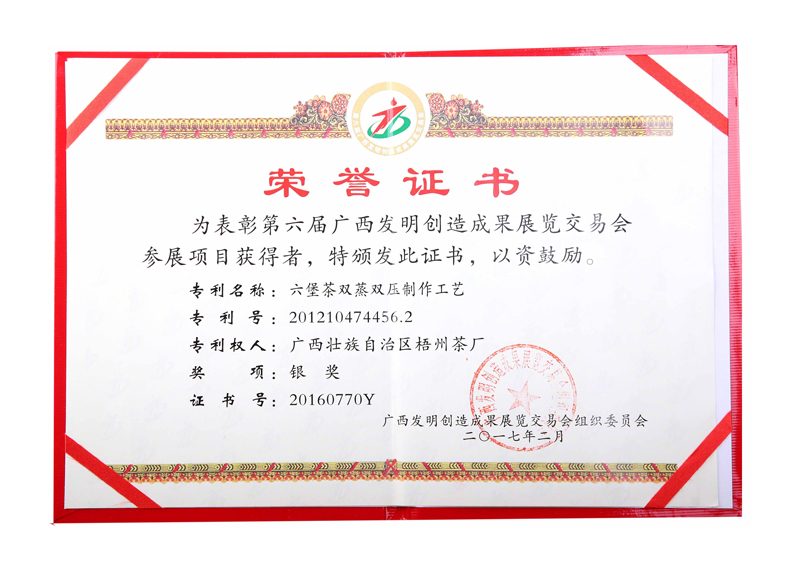 荣誉证书
为表彰第六届广西发明创造成果展览交易会
参展项目获得者，特颁发此证书，以资鼓励。
专利名称：六堡茶双蒸双压制作工艺
专利号：201210474456.2
专利权人：广西壮族自治区梧州茶厂
奖项：银奖
证书号：20160770Y
广西发明创造成果展览交易会组织委员会
二〇一七年二月